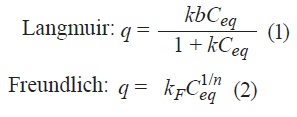 Langmuir: q = kbC_eq / 1 + kC_eq (1)
Freundlich: q = k_F C_eq^1/n (2)